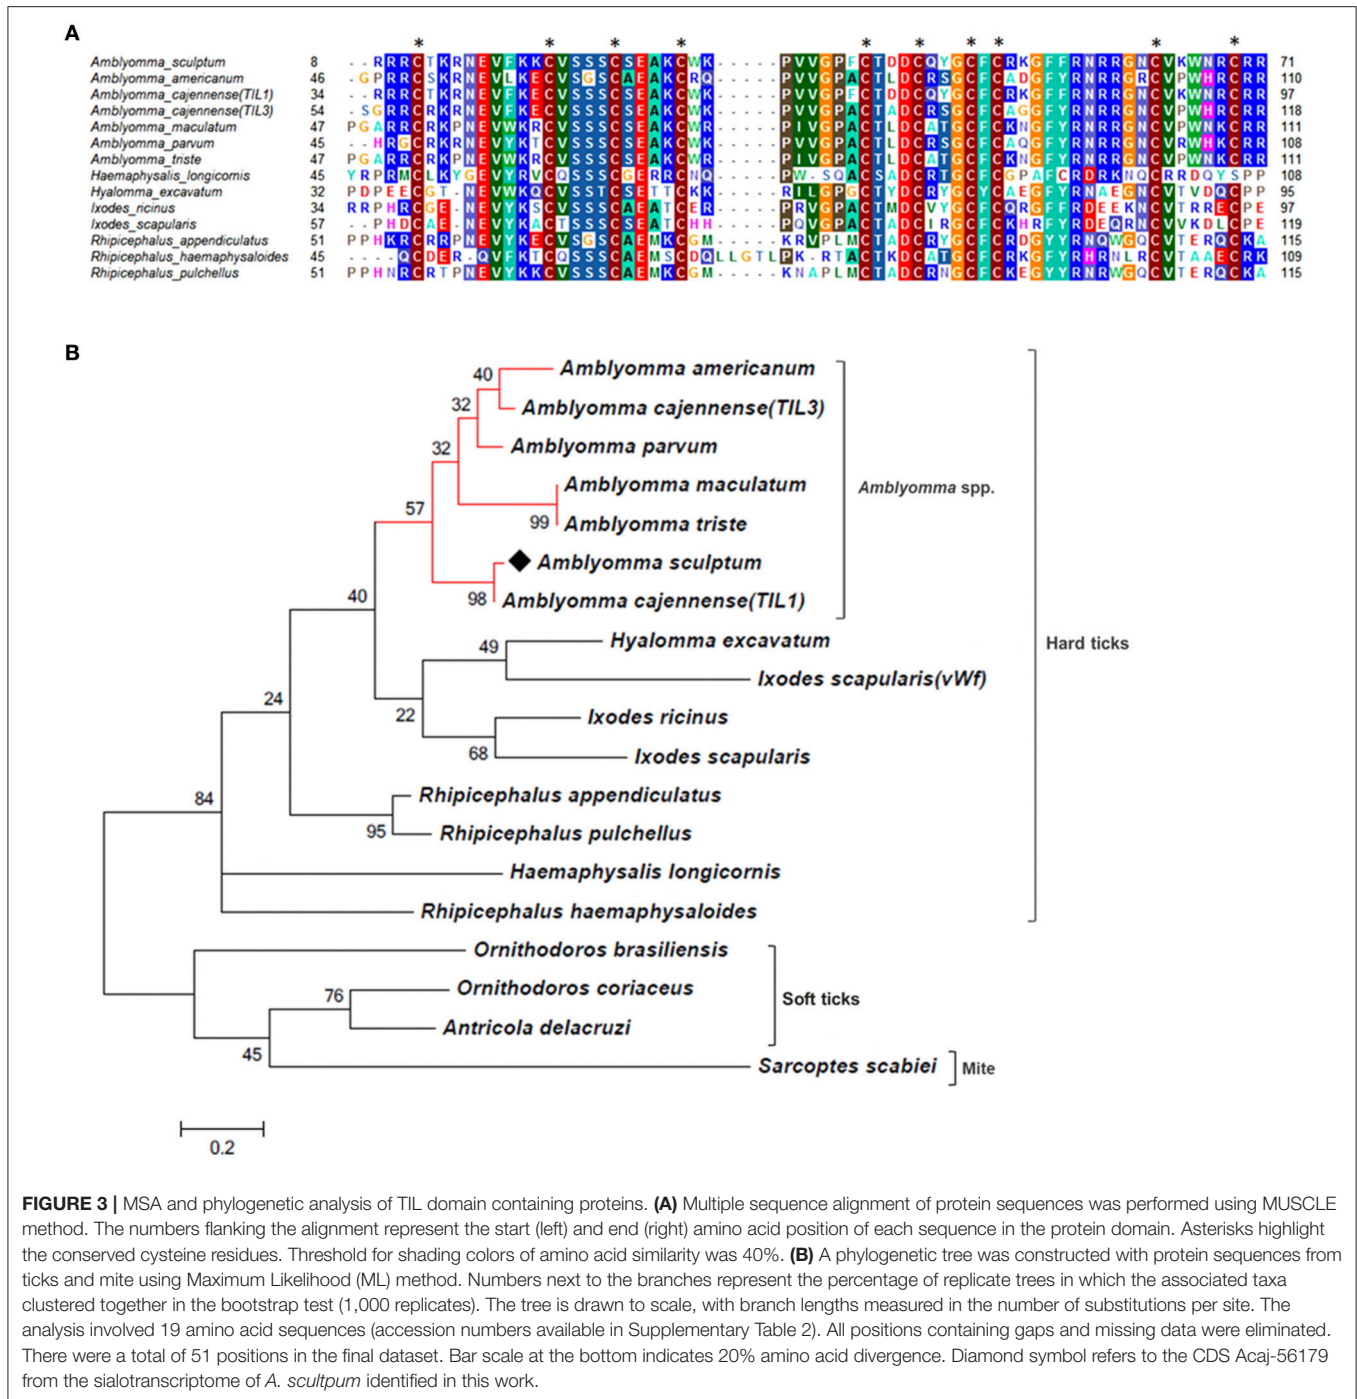 A
* * * * * * * * * *
Amblyomma_sculptum 8 - - R R R C T K R N E V F K K C V S S S C S E A K C W K - - - - - P V V G P F C T D D C Q Y G C F C R K G F F R N R R G N C V K W N R C R R 71
Amblyomma_americanum 46 - G P R R C S K R N E V L K E C V S G S C A E A K C R Q - - - - - P V V G P A C T L D C R S G C F C A D G F Y R N R R G R C V P W H R C R R 110
Amblyomma_cajennense(TIL1) 34 - - R R R C T K R N E V F K E C V S S S C S E A K C W K - - - - - P V V G P F C T D D C Q Y G C F C R K G F F R N R R G N C V K W N R C R R 97
Amblyomma_cajennense(TIL3) 54 - S G R R C R K R N E V F K E C V S S S C S E A K C W R - - - - - P V V G P A C T L D C R S G C F C A G G F Y R N R R G N C V P W H R C R R 118
Amblyomma_maculatum 47 P G A R R C R K P N E V W K R C V S S S C S E A K C W R - - - - - P I V G P A C T L D C A T G C F C K N G F Y R N R R G N C V P W N K C R R 111
Amblyomma_parvum 45 - - H R G C R K R N E V Y K T C V S S S C S E A K C W R - - - - - P V V G P A C S L D C R S G C F C A Q G F Y R N R R G N C V R W H K C R R 108
Amblyomma_triste 47 P G A R R C R K P N E V W K R C V S S S C S E A K C W R - - - - - P I V G P A C T L D C A T G C F C K N G F Y R N R R G N C V P W N K C R R 111
Haemaphysalis_longicornis 45 Y R P R M C L K Y G E V Y R V C Q S S S C G E R R C N Q - - - - - P W - S Q A C S A D C R T G C F C G P A F C R D R K N Q C R R D Q Y S P P 108
Hyalomma_excavatum 32 P D P E E C G T - N E V W K Q C V S S T C S E T T C K K - - - - - R I L G P G C T Y D C R Y G C Y C A E G F Y R N A E G N C V T V D Q C P P 95
Ixodes_ricinus 34 R R P H R C G E - N E V Y K S C V S S S C A E A T C E R - - - - - P R V G P A C T M D C V Y G C F C Q R G F F R D E E K N C V T R R E C P E 97
Ixodes_scapularis 57 - - P H D C A E - N E V Y K A C T S S S C S E A T C H H - - - - - P Q V G P A C T A D C I R G C F C K H R F Y R D E Q R N C V V K D L C P E 119
Rhipicephalus_appendiculatus 51 P P H K R C R R P N E V Y K E C V S G S C A E M K C G M - - - - - K R V P L M C T A D C R Y G C F C R D G Y Y R N Q W G Q C V T E R Q C K A 115
Rhipicephalus_haemaphysaloides 45 - - - - Q C D E R - Q V F K T C Q S S S C A E M S C D Q L L G T L P K - R T A C T K D C A T G C F C R K G F Y R H R N L R C V T A A E C R K 109
Rhipicephalus_pulchellus 51 P P H N R C R T P N E V Y K K C V S S S C A E M K C G M - - - - - K N A P L M C T A D C R N G C F C K E G Y Y R N R W G Q C V T E R Q C K A 115
B
40 Amblyomma americanum
32 Amblyomma cajennense(TIL3)
32 Amblyomma parvum
Amblyomma maculatum
Amblyomma spp.
57 99 Amblyomma triste
Amblyomma sculptum
40 98 Amblyomma cajennense(TIL1)
49 Hyalomma excavatum
Hard ticks
Ixodes scapularis(vWf)
24 22 Ixodes ricinus
68 Ixodes scapularis
84 Rhipicephalus appendiculatus
95 Rhipicephalus pulchellus
Haemaphysalis longicornis
Rhipicephalus haemaphysaloides
Ornithodoros brasiliensis
76 Ornithodoros coriaceus
Soft ticks
Antricola delacruzi
45 Sarcoptes scabiei Mite
0.2
FIGURE 3 | MSA and phylogenetic analysis of TIL domain containing proteins. (A) Multiple sequence alignment of protein sequences was performed using MUSCLE
method. The numbers flanking the alignment represent the start (left) and end (right) amino acid position of each sequence in the protein domain. Asterisks highlight
the conserved cysteine residues. Threshold for shading colors of amino acid similarity was 40%. (B) A phylogenetic tree was constructed with protein sequences from
ticks and mite using Maximum Likelihood (ML) method. Numbers next to the branches represent the percentage of replicate trees in which the associated taxa
clustered together in the bootstrap test (1,000 replicates). The tree is drawn to scale, with branch lengths measured in the number of substitutions per site. The
analysis involved 19 amino acid sequences (accession numbers available in Supplementary Table 2). All positions containing gaps and missing data were eliminated.
There were a total of 51 positions in the final dataset. Bar scale at the bottom indicates 20% amino acid divergence. Diamond symbol refers to the CDS Acaj-56179
from the sialotranscriptome of A. scultpum identified in this work.